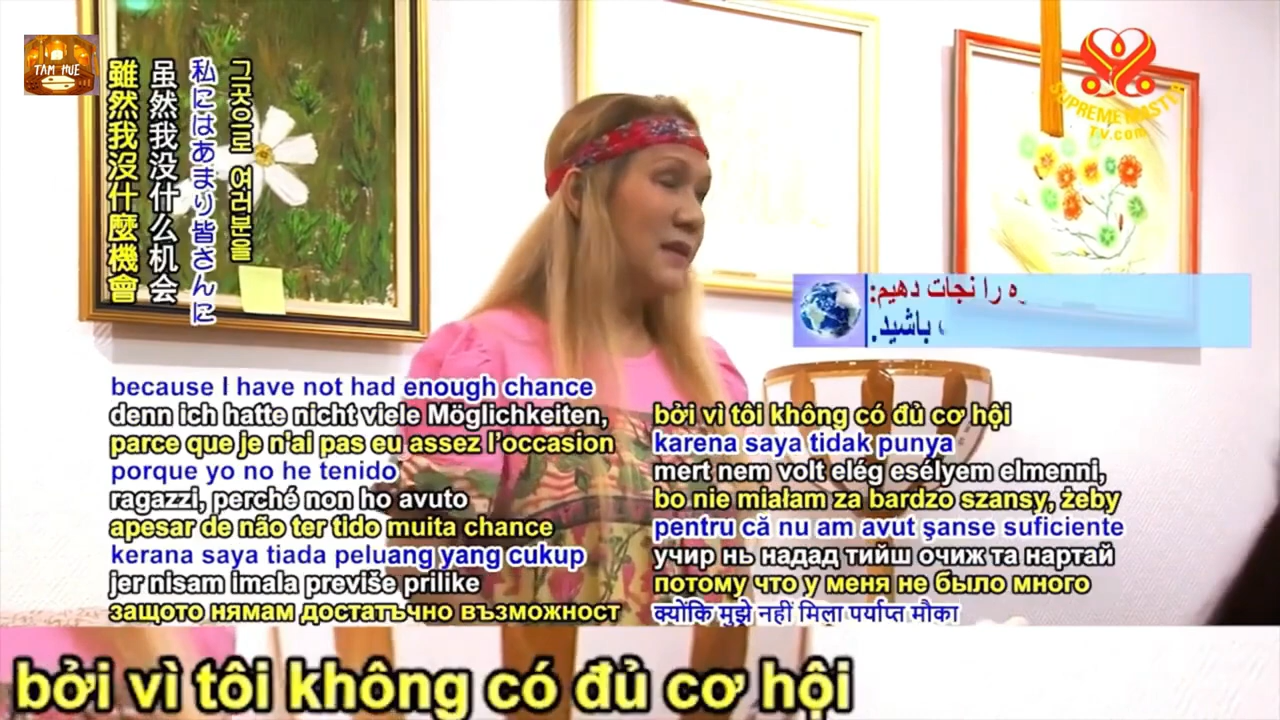 TAM HUE
SUPREMEMASTER
TV.com
雖然我沒什麼機會
虽然我没什么机会
私にはあまり皆さんに
그곳으로 여러분을
ره را نجات دهیم:
باشید.
because I have not had enough chance
denn ich hatte nicht viele Möglichkeiten,
parce que je n'ai pas eu assez l'occasion
porque yo no he tenido
ragazzi, perché non ho avuto
apesar de não ter tido muita chance
kerana saya tiada peluang yang cukup
jer nisam imala previše prilike
защото нямам достатъчно възможност
bởi vì tôi không có đủ cơ hội
karena saya tidak punya
mert nem volt elég esélyem elmenni,
bo nie miałam za bardzo szansy, żeby
pentru că nu am avut şanse suficiente
учир нь надад тийш очиж та нартай
потому что у меня не было много
क्योंकि मुझे नहीं मिला पर्याप्त मौका
bởi vì tôi không có đủ cơ hội